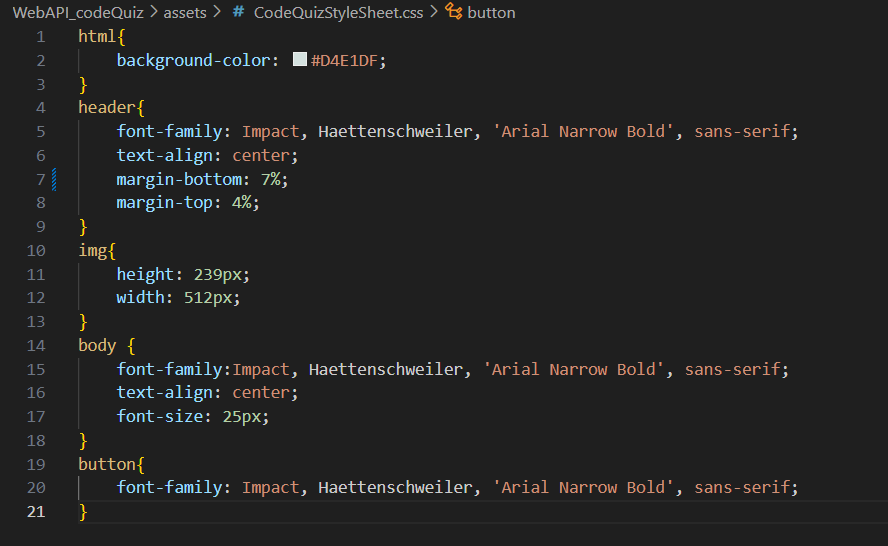 WebAPI_codeQuiz > assets > # CodeQuizStyleSheet.css > button
1 html{
2 background-color: #D4E1DF;
3 }
4 header{
5 font-family: Impact, Haettenschweiler, 'Arial Narrow Bold', sans-serif;
6 text-align: center;
7 margin-bottom: 7%;
8 margin-top: 4%;
9 }
10 img{
11 height: 239px;
12 width: 512px;
13 }
14 body {
15 font-family:Impact, Haettenschweiler, 'Arial Narrow Bold', sans-serif;
16 text-align: center;
17 font-size: 25px;
18 }
19 button{
20 font-family: Impact, Haettenschweiler, 'Arial Narrow Bold', sans-serif;
21 }